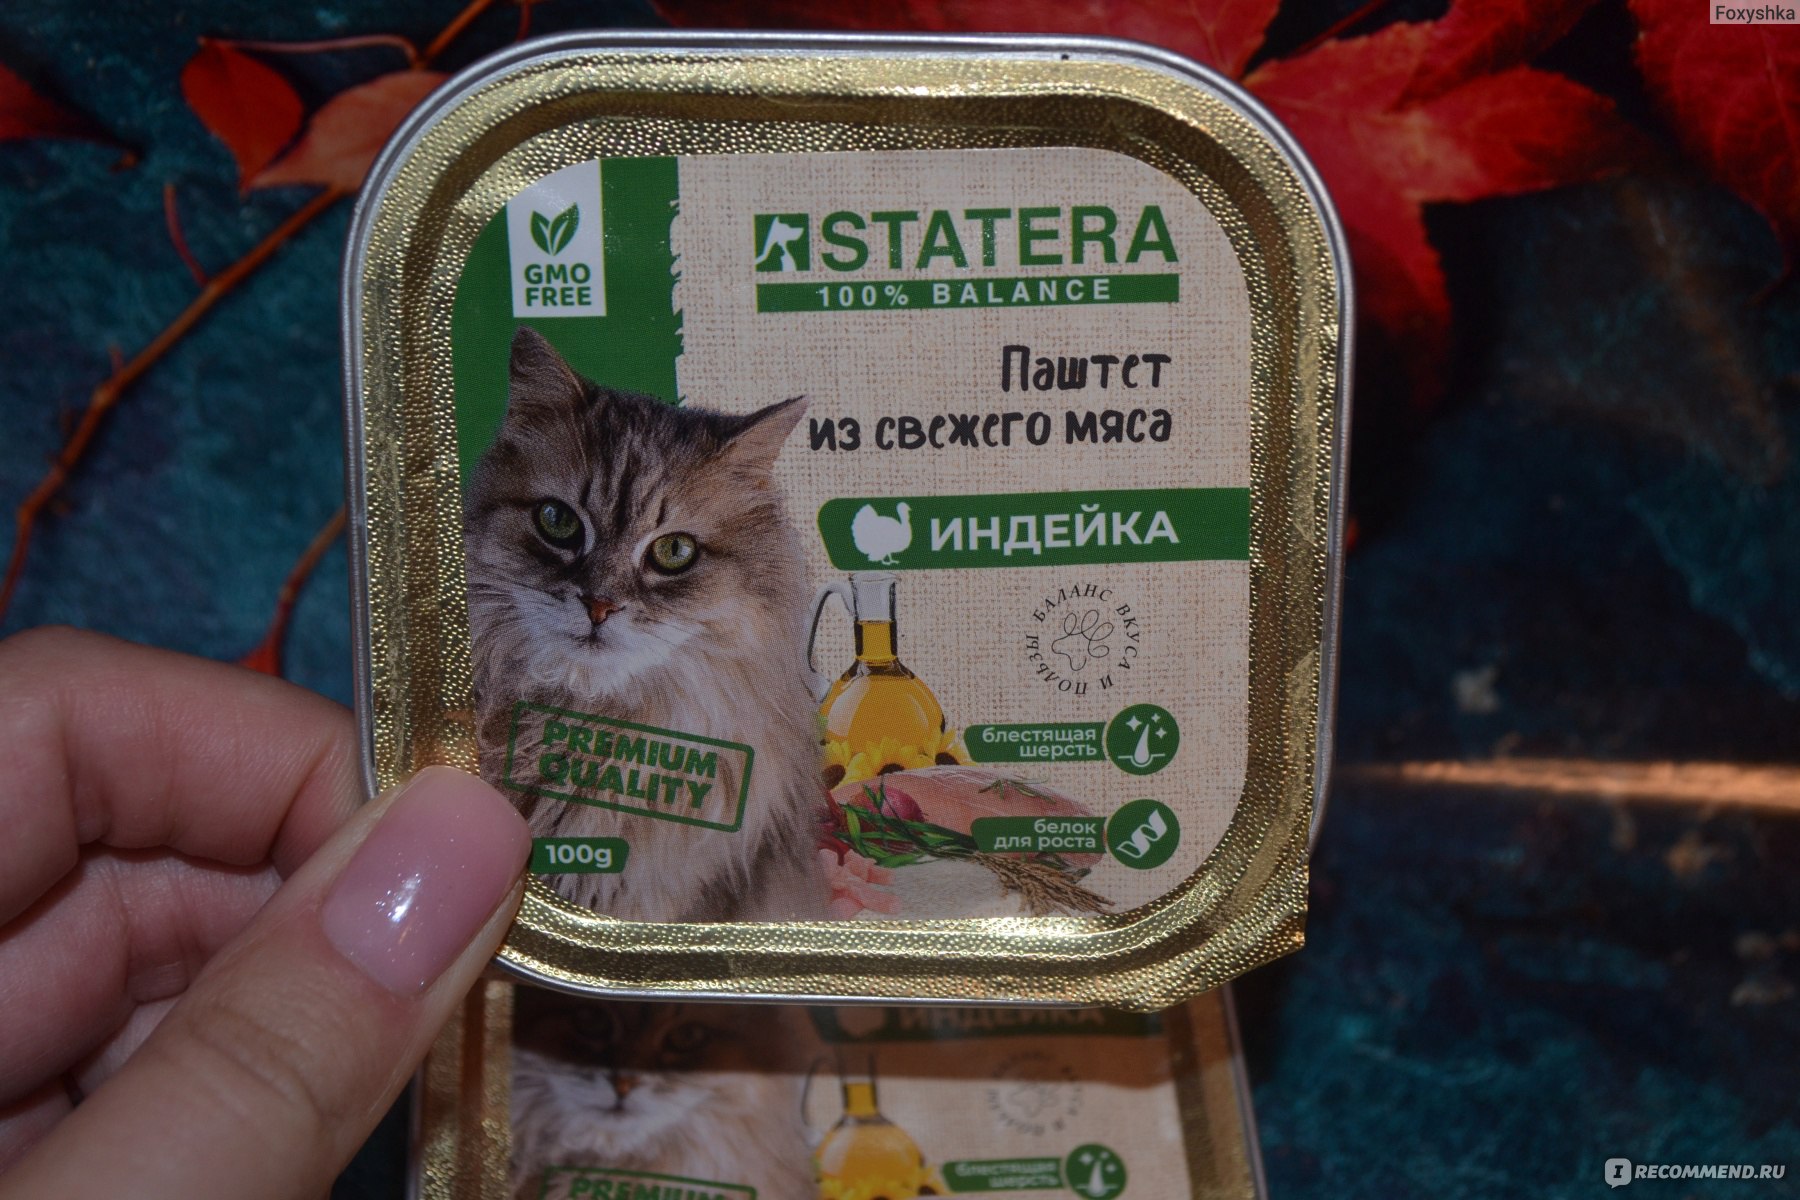 Foxyshka
GMO
FREE
STATERA
100% BALANCE
Паштет
из свежего мяса
ИНДЕЙКА
БАЛАНС ВКУСА И ПОЛЬЗЫ
блестящая
шерсть
PREMIUM
QUALITY
белок
для роста
100g
ИНДЕЙКА
блестящая
шерсть
PREMIUM
IRECOMMEND.RU